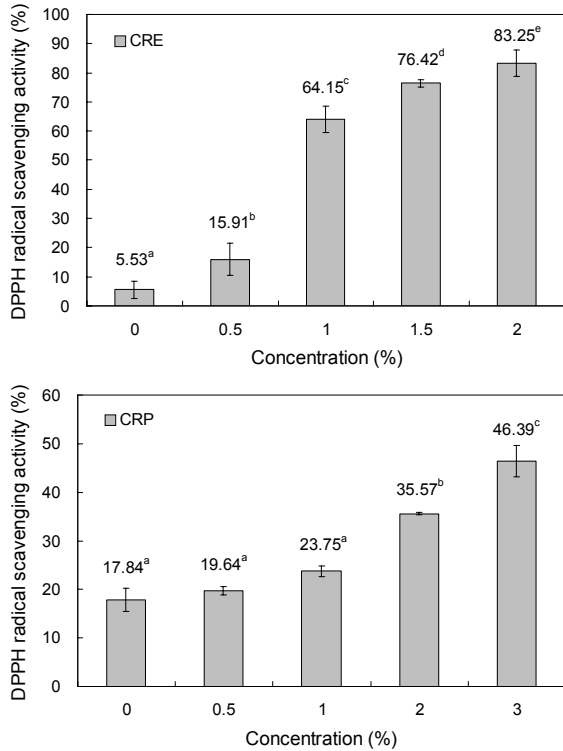 DPPH radical scavenging activity (%)
100
90
80
70
60
50
40
30
20
10
0
CRE
5.53a
15.91b
64.15c
76.42d
83.25e
0 0.5 1 1.5 2
Concentration (%)
DPPH radical scavenging activity (%)
60
50
40
30
20
10
0
CRP
17.84a
19.64a
23.75a
35.57b
46.39c
0 0.5 1 2 3
Concentration (%)